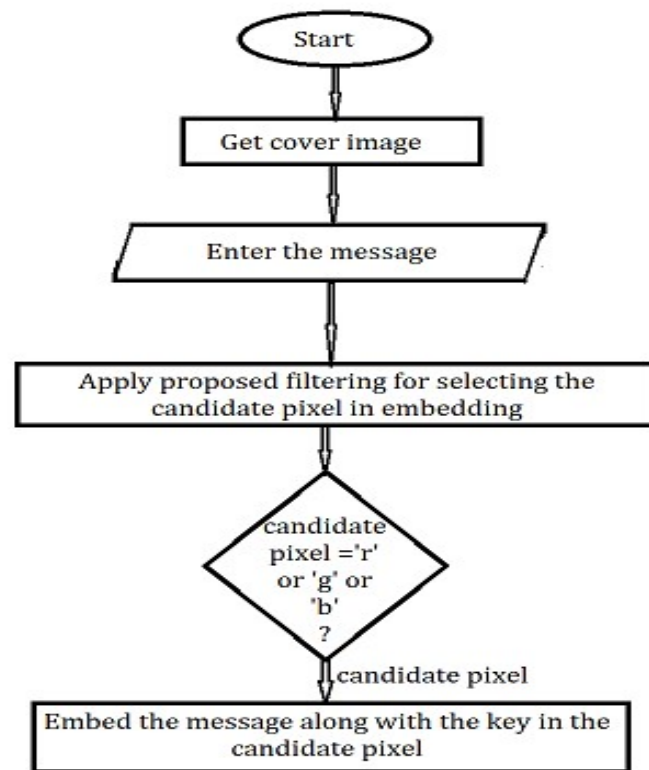 Start
Get cover image
Enter the message
Apply proposed filtering for selecting the
candidate pixel in embedding
candidate
pixel ='r'
or 'g' or
'b'
?
candidate pixel
Embed the message along with the key in the
candidate pixel